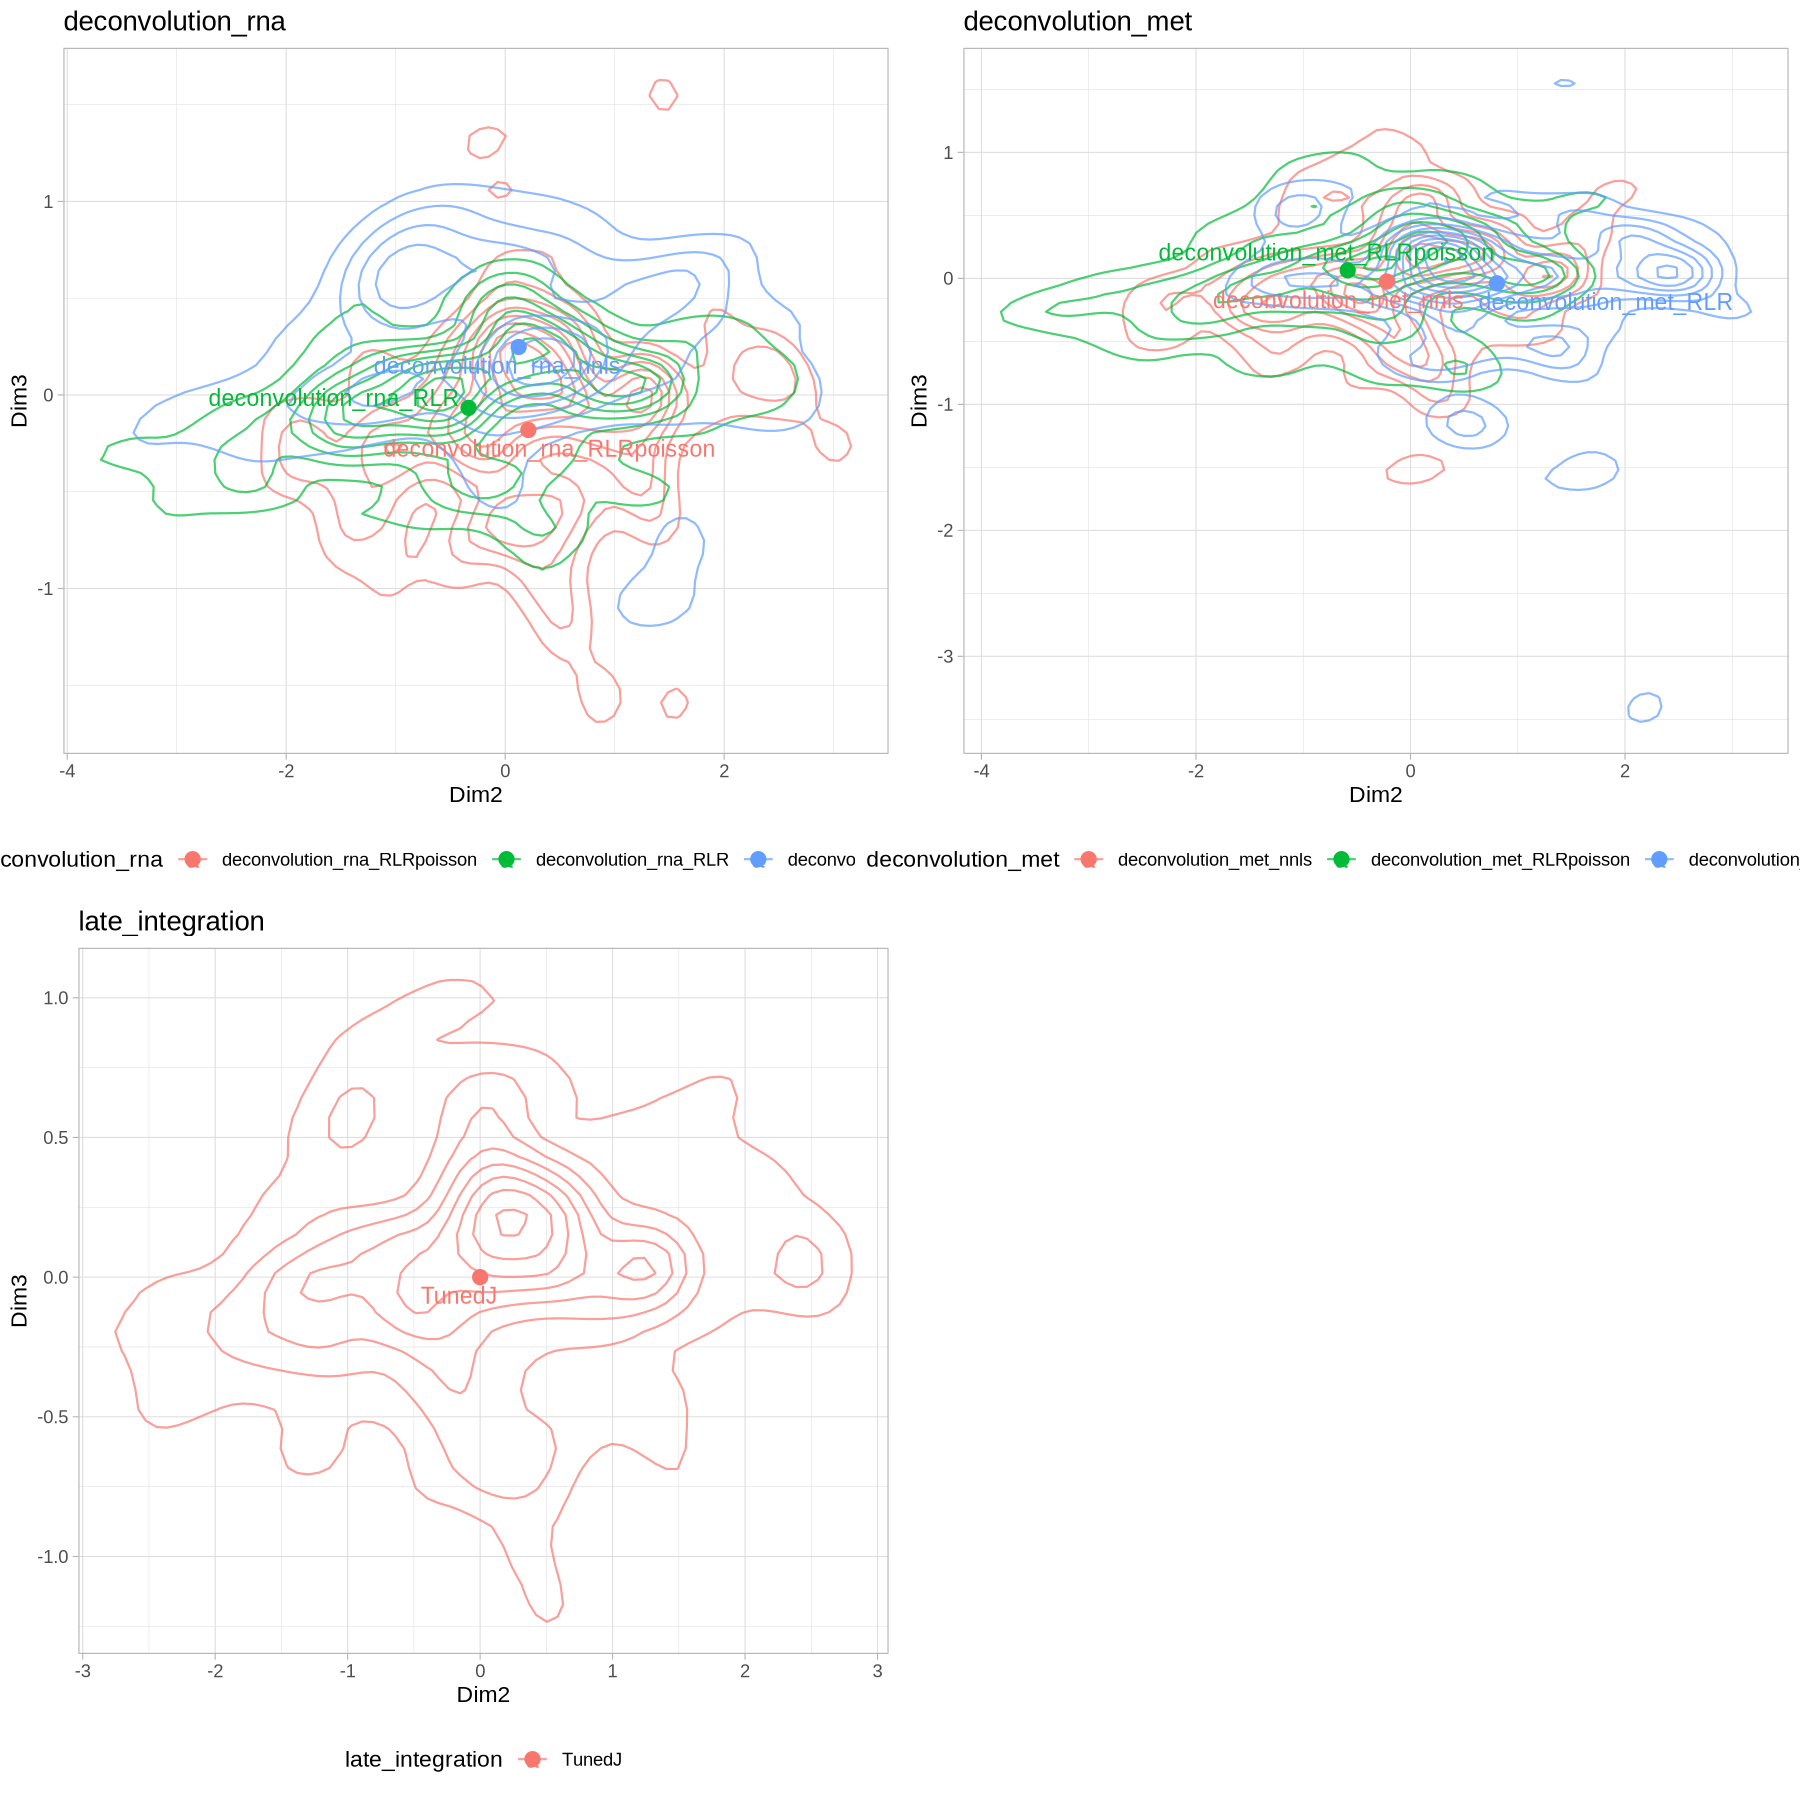 deconvolution_rna
deconvolution_met
1
0
-1
Dim3
deconvolution_rna_nnls
deconvolution_rna_RLR
deconvolution_rna_RLRpoisson
-4 -2 0 2
Dim2
1
0
-1
-2
-3
Dim3
deconvolution_met_RLRpoisson
deconvolution_met_nnls
deconvolution_met_RLR
-4 -2 0 2
Dim2
convolution_rna deconvolution_rna_RLRpoisson deconvolution_rna_RLR deconvo
deconvolution_met deconvolution_met_nnls deconvolution_met_RLRpoisson deconvolution_
late_integration
1.0
0.5
0.0
-0.5
-1.0
Dim3
TunedJ
-3 -2 -1 0 1 2 3
Dim2
late_integration TunedJ